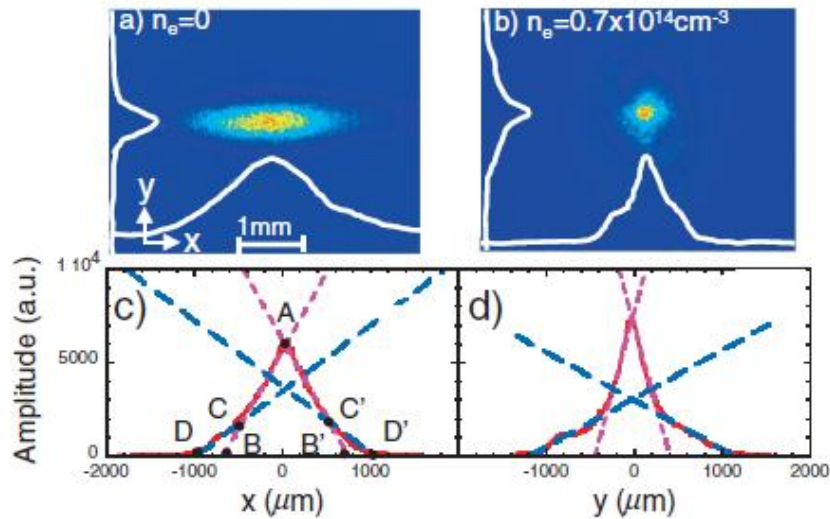 a) nₑ=0
b) nₑ=0.7x10¹⁴cm⁻³
y
x
1mm
1 10⁴
5000
0
Amplitude (a.u.)
c)
A
C
C'
D
B
B'
D'
d)
-2000 -1000 0 1000
-1000 0 1000 2000
x (μm)
y (μm)